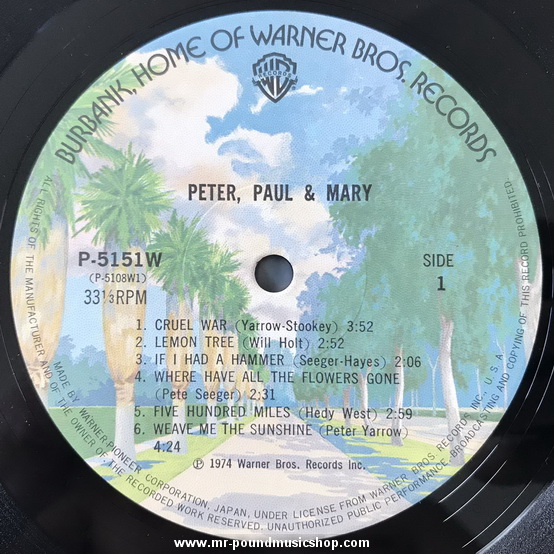 BURBANK, HOME OF WARNER BROS. RECORDS
WB
RECORDS
PETER, PAUL & MARY
P-5151W
(P-5108W1)
33⅓RPM
SIDE
1
1. CRUEL WAR (Yarrow-Stookey) 3:52
2. LEMON TREE (Will Holt) 2:52
3. IF I HAD A HAMMER (Seeger-Hayes) 2:06
4. WHERE HAVE ALL THE FLOWERS GONE
(Pete Seeger) 2:31
5. FIVE HUNDRED MILES (Hedy West) 2:59
6. WEAVE ME THE SUNSHINE (Peter Yarrow)
4:24
Ⓟ 1974 Warner Bros. Records Inc.
MADE BY WARNER-PIONEER CORPORATION, JAPAN, UNDER LICENSE FROM WARNER BROS. RECORDS INC., U.S.A.
ALL RIGHTS OF THE MANUFACTURER AND OF THE OWNER OF THE RECORDED WORK RESERVED. UNAUTHORIZED PUBLIC PERFORMANCE, BROADCASTING AND COPYING OF THIS RECORD PROHIBITED.
www.mr-poundmusicshop.com